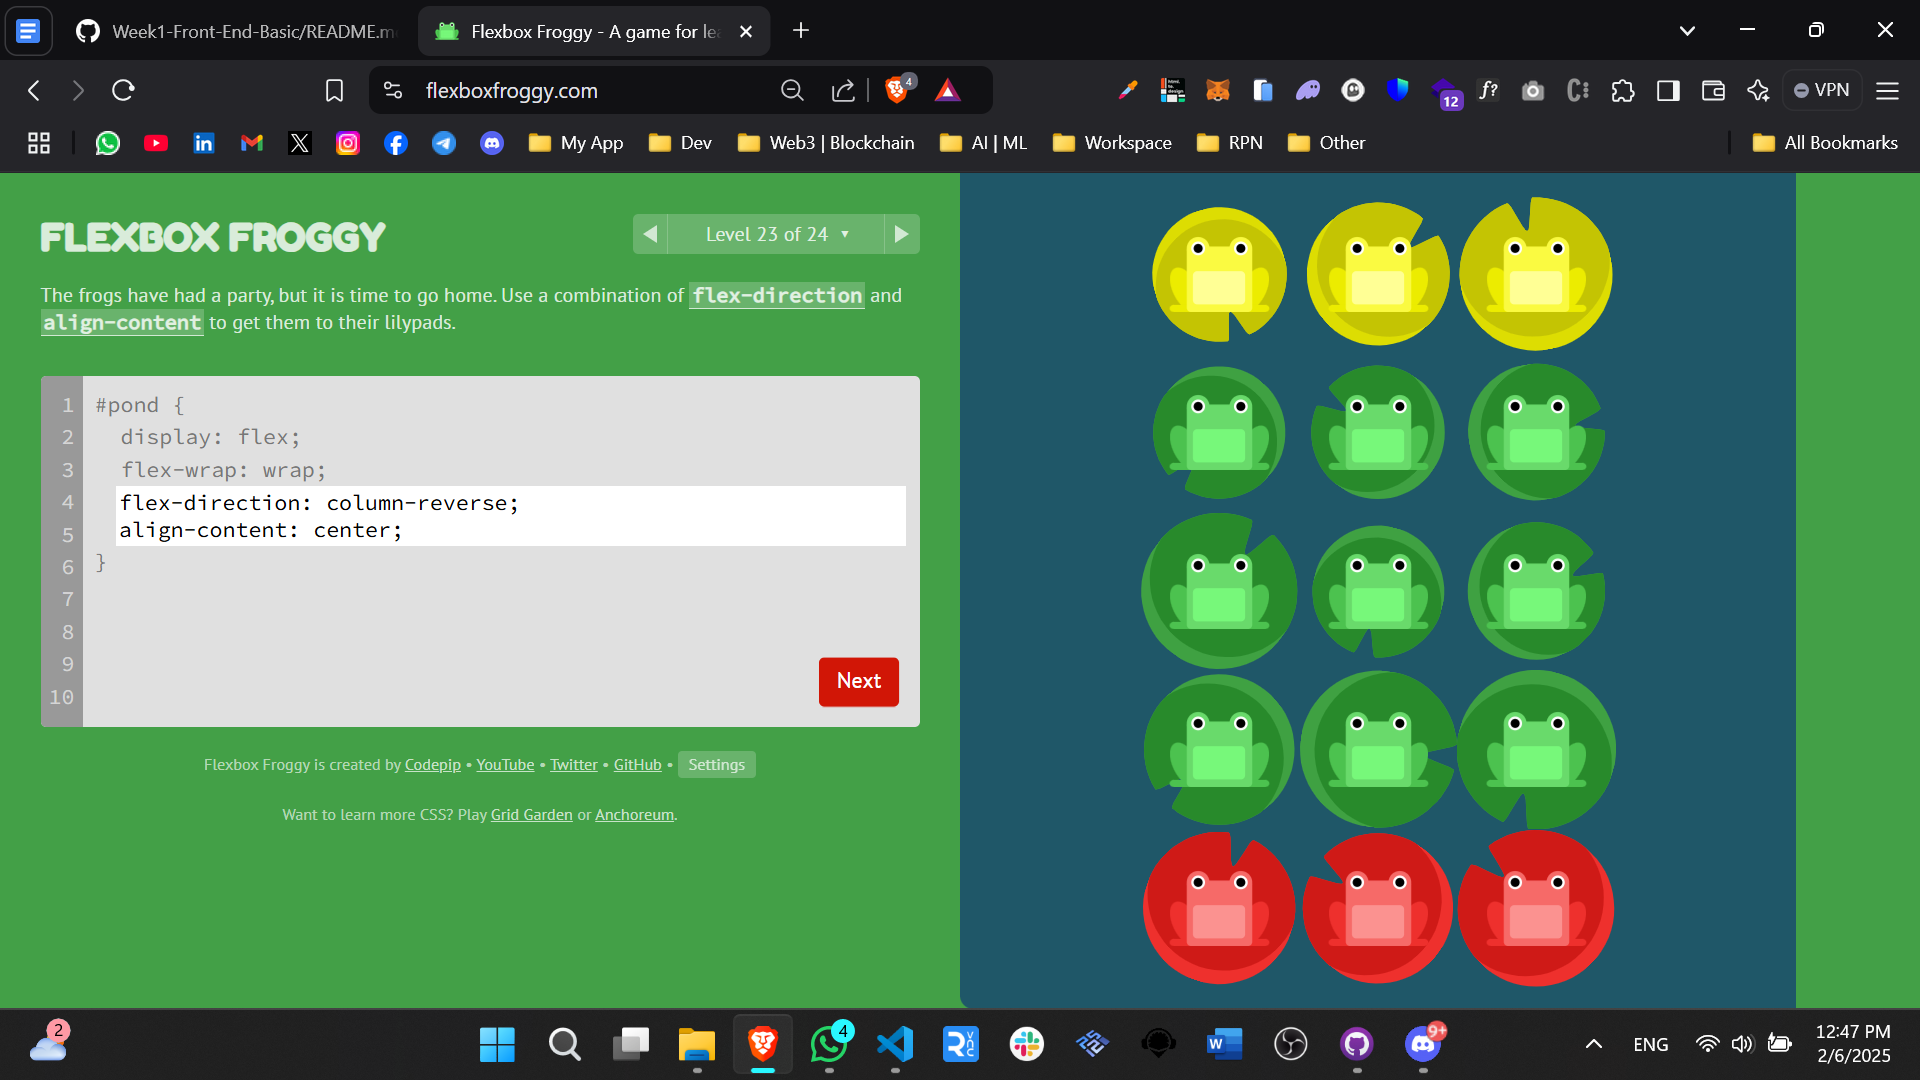 Week1-Front-End-Basic/README.m
Flexbox Froggy - A game for le
flexboxfroggy.com
4
12
f?
VPN
My App
Dev
Web3 | Blockchain
AI | ML
Workspace
RPN
Other
All Bookmarks
FLEXBOX FROGGY
Level 23 of 24
The frogs have had a party, but it is time to go home. Use a combination of flex-direction and
align-content to get them to their lilypads.
1 #pond {
2 display: flex;
3 flex-wrap: wrap;
4 flex-direction: column-reverse;
5 align-content: center;
6 }
7
8
9
10
Next
Flexbox Froggy is created by Codepip • YouTube • Twitter • GitHub • Settings
Want to learn more CSS? Play Grid Garden or Anchoreum.
2
4
9+
ENG
12:47 PM
2/6/2025